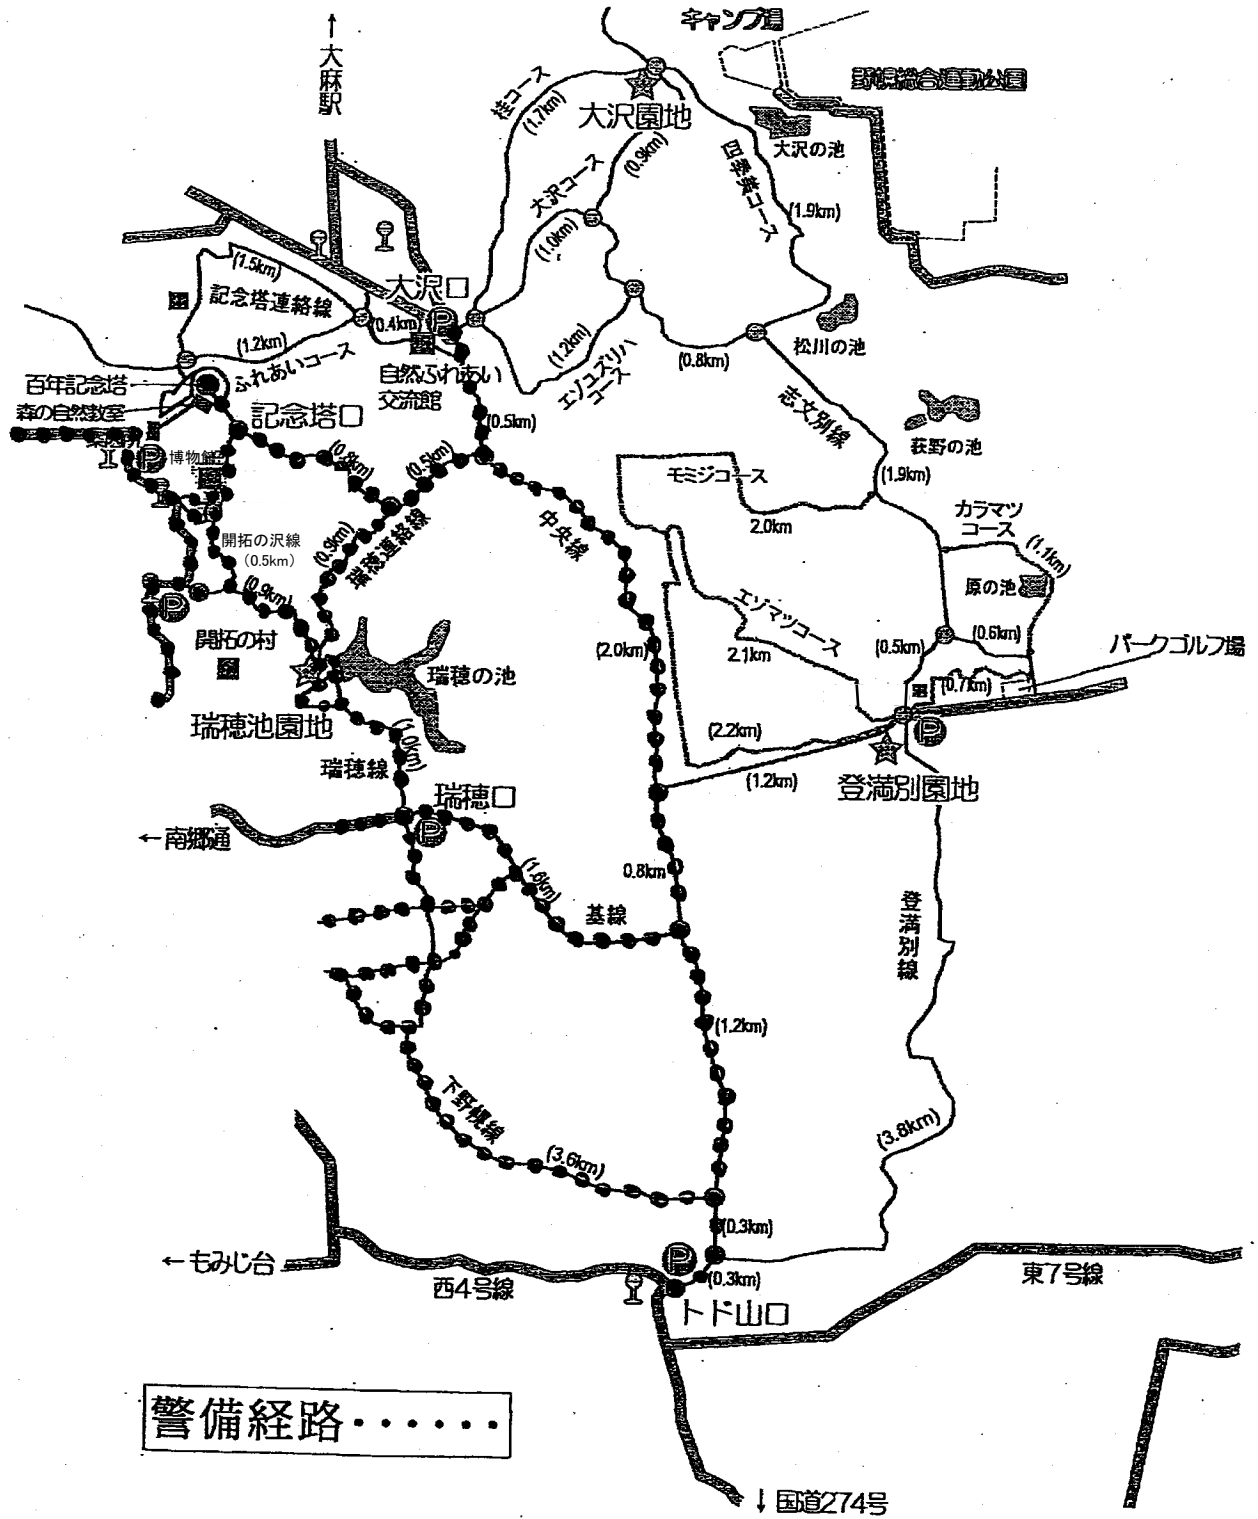 キャンプ場
↑大麻駅
野幌総合運動公園
桂コース
(1.7km)
大沢園地
大沢の池
(0.9km)
四季美コース
大沢コース
(1.9km)
(1.0km)
(1.5km)
大沢口
記念塔連絡線
P
(0.4km)
(1.2km)
(1.2km)
(0.8km)
松川の池
ふれあいコース
エゾユズリハ
コース
自然ふれあい
交流館
百年記念塔
森の自然教室
記念塔口
志文別線
荻野の池
(0.5km)
P
博物館
(0.8km)
(0.5km)
モミジコース
(1.9km)
カラマツ
コース
2.0km
中央線
開拓の沢線
(0.5km)
(0.9km)
瑞穂連絡線
(1.1km)
原の池
(0.9km)
エゾマツコース
P
開拓の村
(2.0km)
2.1km
(0.5km)
(0.6km)
パークゴルフ場
瑞穂の池
(0.7km)
瑞穂池園地
(1.0km)
(2.2km)
P
瑞穂線
(1.2km)
登満別園地
瑞穂口
P
←南郷通
(1.6km)
0.8km
基線
登満別線
(1.2km)
下野幌線
(3.8km)
(3.6km)
(0.3km)
P
←もみじ台
西4号線
(0.3km)
東7号線
トド山口
警備経路・・・・・・
↓国道274号